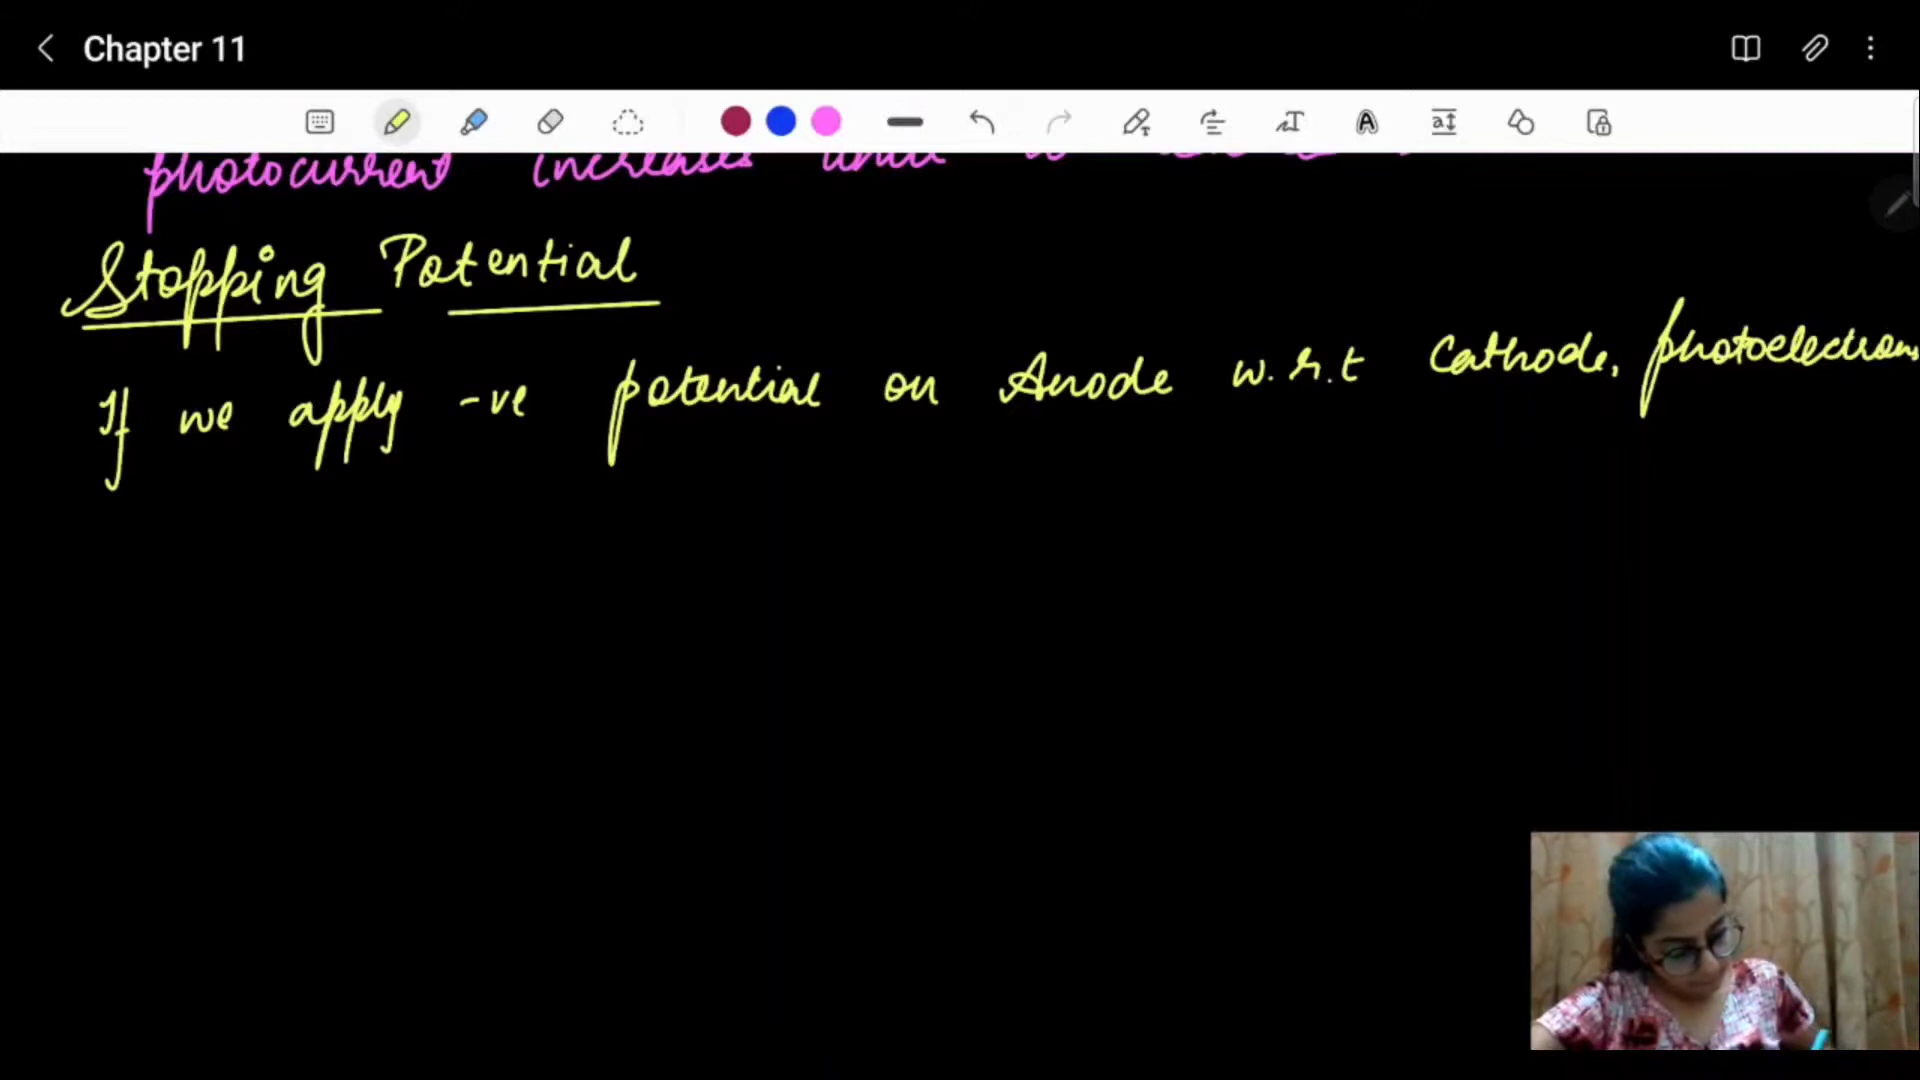 Chapter 11
photocurrent increases
Stopping Potential
If we apply -ve potential on Anode w.r.t Cathode, photoelectrons